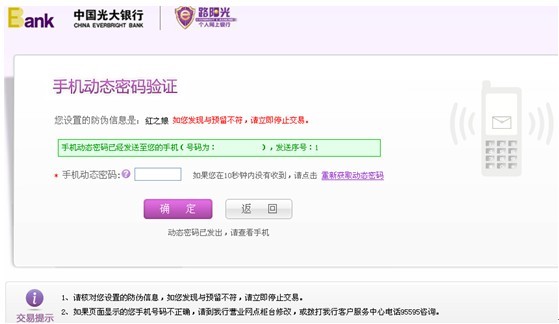 Bank 中国光大银行 阳光
CHINA EVERBRIGHT BANK 个人网上银行
手机动态密码验证
您设置的防伪信息是：红之娘 如您发现与预留不符，请立即停止交易。
手机动态密码已经发送至您的手机（号码为： ），发送序号：1
* 手机动态密码： 如果您在10秒钟内没有收到，请点击 重新获取动态密码
确 定 返 回
动态密码已发出，请查看手机
1、请核对您设置的防伪信息，如您发现与预留不符，请立即停止交易。
交易提示 2、如果页面显示的您手机号码不正确，请到我行营业网点柜台修改，或拨打我行客户服务中心电话95595咨询。